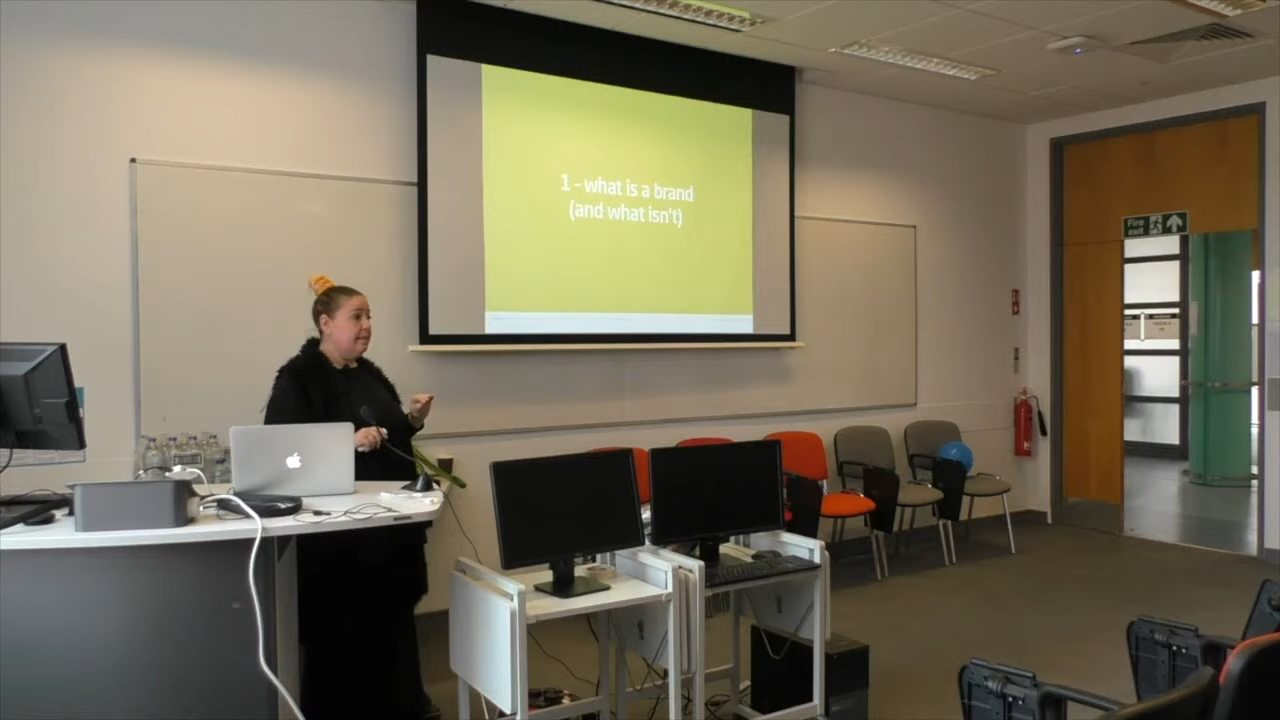 1 - what is a brand
(and what isn't)
Fire
exit